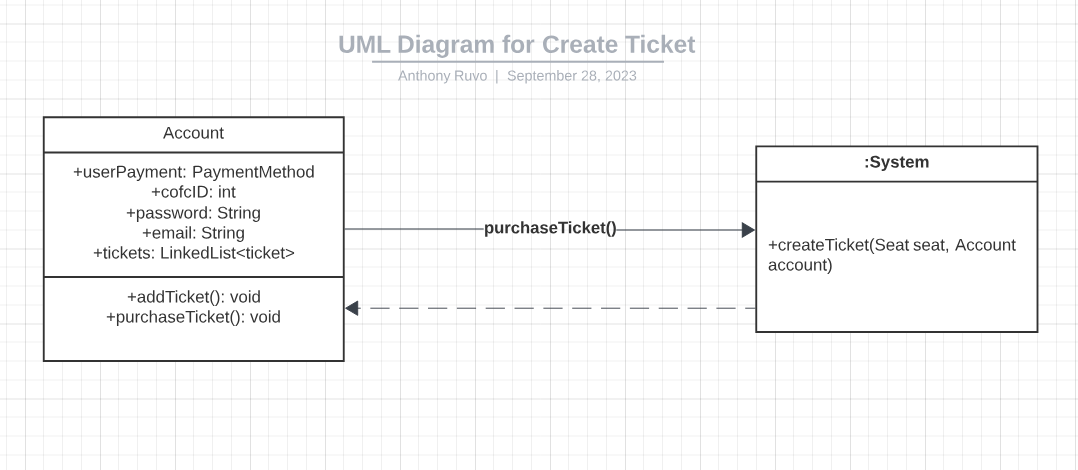 UML Diagram for Create Ticket
Anthony Ruvo | September 28, 2023
Account
+userPayment: PaymentMethod
+cofcID: int
+password: String
+email: String
+tickets: LinkedList<ticket>
+addTicket(): void
+purchaseTicket(): void
purchaseTicket()
:System
+createTicket(Seat seat, Account
account)